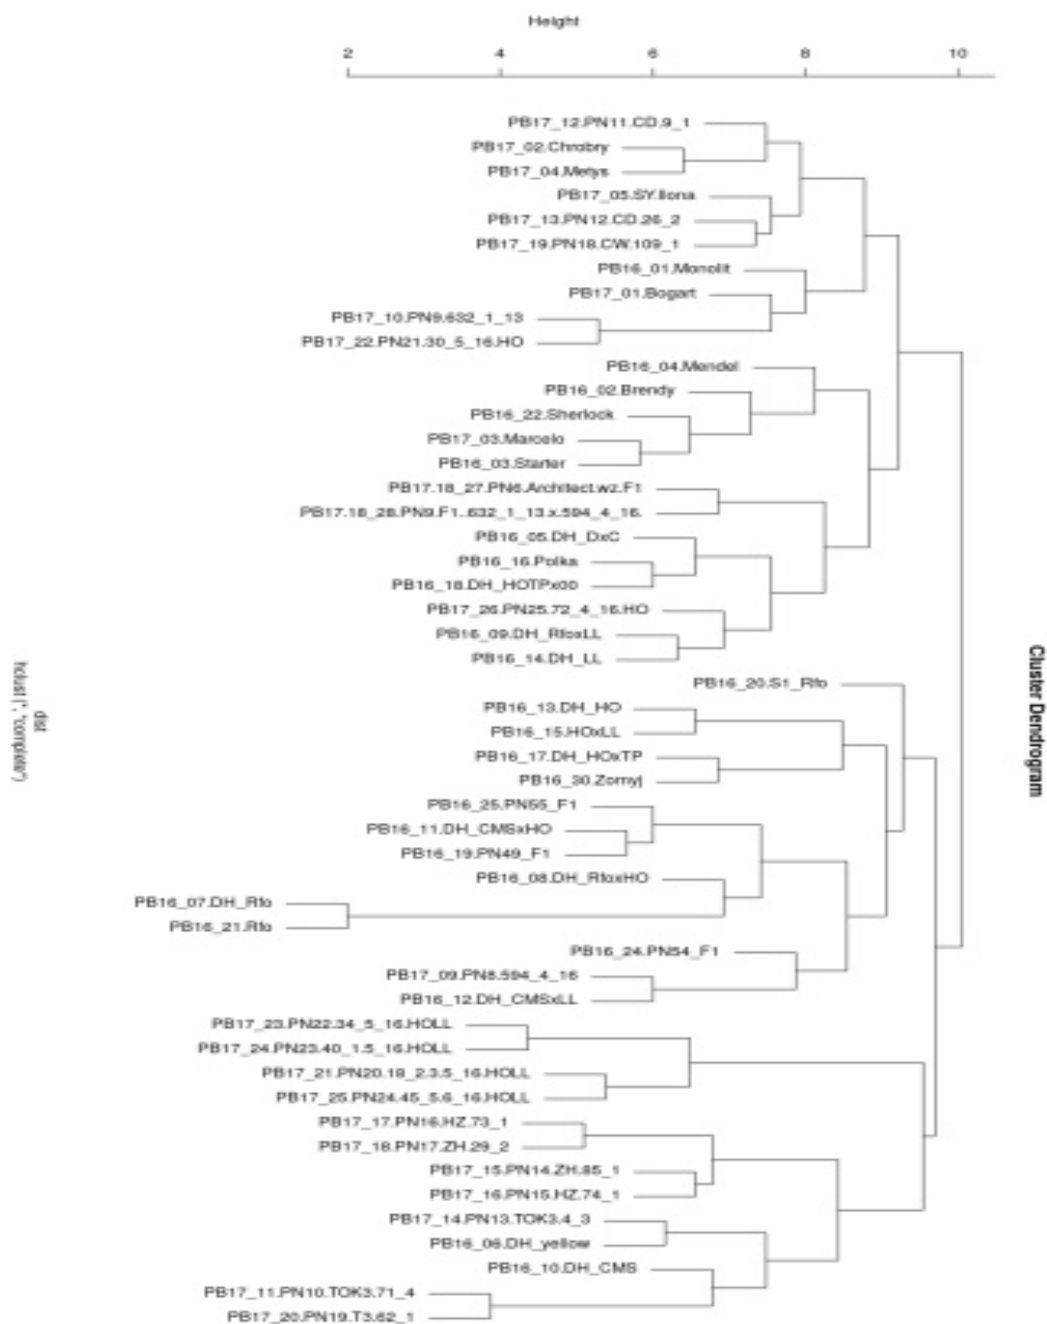 Height
2 4 6 8 10
PB17_12.PN11.CD.9_1
PB17_02.Chrobry
PB17_04.Metys
PB17_05.SY.Ilona
PB17_13.PN12.CD.26_2
PB17_19.PN18.CW.109_1
PB16_01.Monolit
PB17_01.Bogart
PB17_10.PN9.632_1_13
PB17_22.PN21.30_5_16.HO
PB16_04.Mendel
PB16_02.Brendy
PB16_22.Sherlock
PB17_03.Marcelo
PB16_03.Starter
PB17.18_27.PN6.Architect.wz.F1
PB17.18_28.PN9.F1..632_1_13.x.594_4_16.
PB16_05.DH_DxC
PB16_16.Polka
PB16_18.DH_HOTPx00
PB17_26.PN25.72_4_16.HO
PB16_09.DH_RfoxLL
PB16_14.DH_LL
PB16_20.S1_Rfo
PB16_13.DH_HO
PB16_15.HOxLL
PB16_17.DH_HOxTP
PB16_30.Zornyj
PB16_25.PN55_F1
PB16_11.DH_CMSxHO
PB16_19.PN49_F1
PB16_08.DH_RfoxHO
PB16_07.DH_Rfo
PB16_21.Rfo
PB16_24.PN54_F1
PB17_09.PN8.594_4_16
PB16_12.DH_CMSxLL
PB17_23.PN22.34_5_16.HOLL
PB17_24.PN23.40_1.5_16.HOLL
PB17_21.PN20.18_2.3.5_16.HOLL
PB17_25.PN24.45_5.6_16.HOLL
PB17_17.PN16.HZ.73_1
PB17_18.PN17.ZH.29_2
PB17_15.PN14.ZH.85_1
PB17_16.PN15.HZ.74_1
PB17_14.PN13.TOK3.4_3
PB16_06.DH_yellow
PB16_10.DH_CMS
PB17_11.PN10.TOK3.71_4
PB17_20.PN19.T3.62_1
Cluster Dendrogram
dist
hclust (*, "complete")